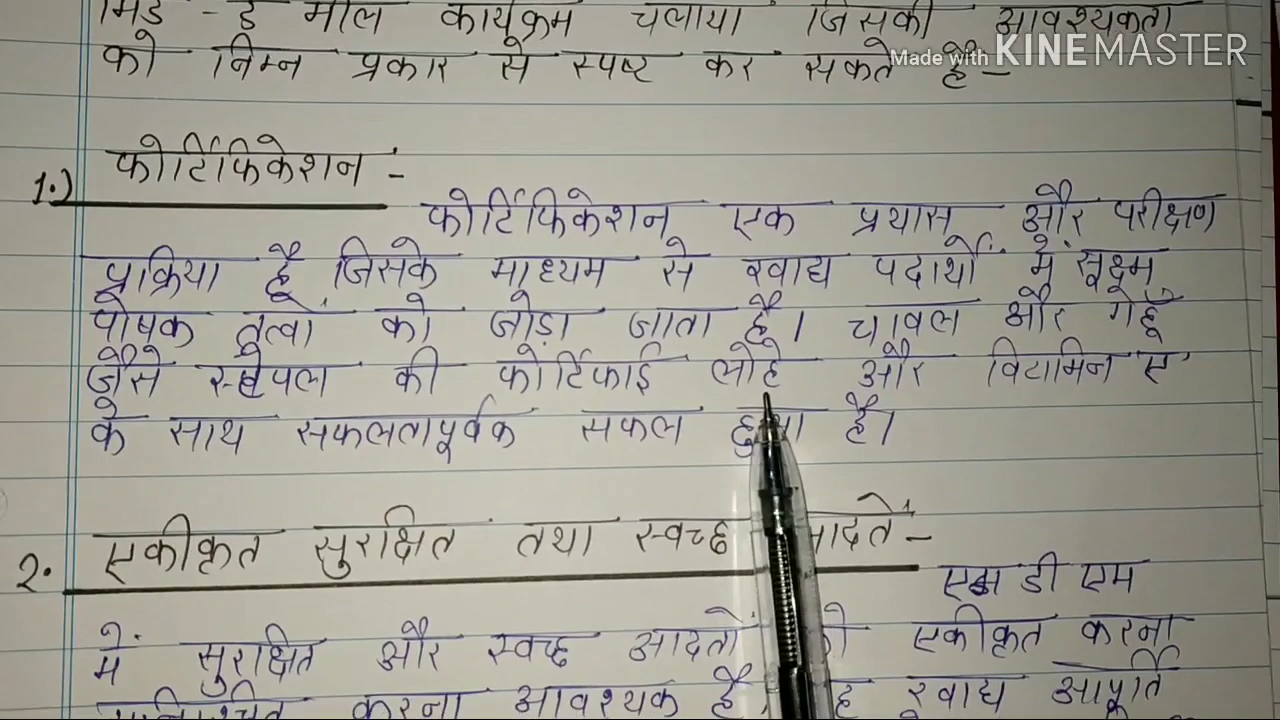 मिड - डे मील कार्यक्रम चलाया जिसकी आवश्यकता
को निम्न प्रकार से स्पष्ट कर सकते हैं-
Made with KINEMASTER
1.) फोर्टिफिकेशन :-
फोर्टिफिकेशन एक प्रयास और परीक्षण
प्रक्रिया है जिसके माध्यम से खाद्य पदार्थों में सूक्ष्म
पोषक तत्वों को जोड़ा जाता है। चावल और गेहूँ
जैसे स्टेपल की फोर्टिफाई लोहे और विटामिन ए
के साथ सफलतापूर्वक सफल हुआ है।
2. एकीकृत सुरक्षित तथा स्वच्छ आदतें-
एम डी एम
में सुरक्षित और स्वच्छ आदतों को एकीकृत करना
करना आवश्यक है, खाद्य आपूर्ति